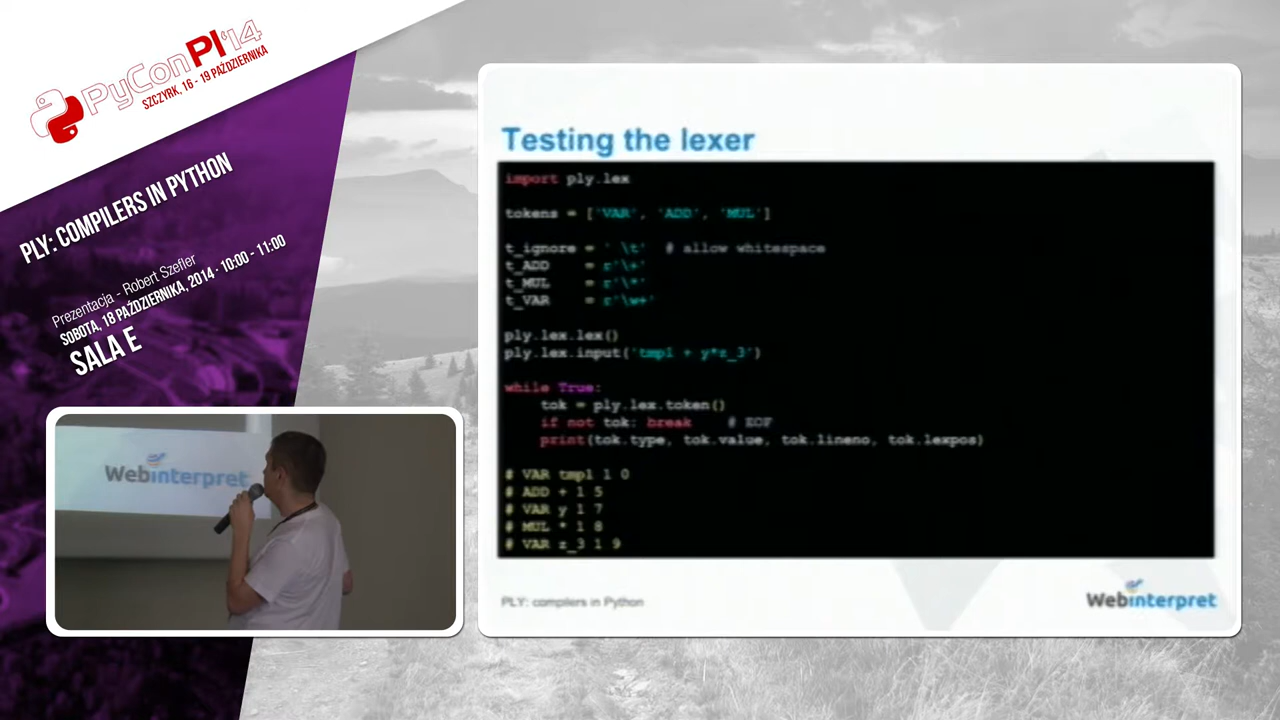 PyConPl'14
SZCZYRK, 16 - 19 PAŹDZIERNIKA
PLY: COMPILERS IN PYTHON
Prezentacja - Robert Szefler
SOBOTA, 18 PAŹDZIERNIKA, 2014 · 10:00 - 11:00
SALA E
Webinterpret
Testing the lexer
import ply.lex
tokens = ['VAR', 'ADD', 'MUL']
t_ignore = ' \t'  # allow whitespace
t_ADD    = r'\+'
t_MUL    = r'\*'
t_VAR    = r'\w+'
ply.lex.lex()
ply.lex.input('tmp1 + y*z_3')
while True:
    tok = ply.lex.token()
    if not tok: break    # EOF
    print(tok.type, tok.value, tok.lineno, tok.lexpos)
# VAR tmp1 1 0
# ADD + 1 5
# VAR y 1 7
# MUL * 1 8
# VAR z_3 1 9
PLY: compilers in Python
Webinterpret